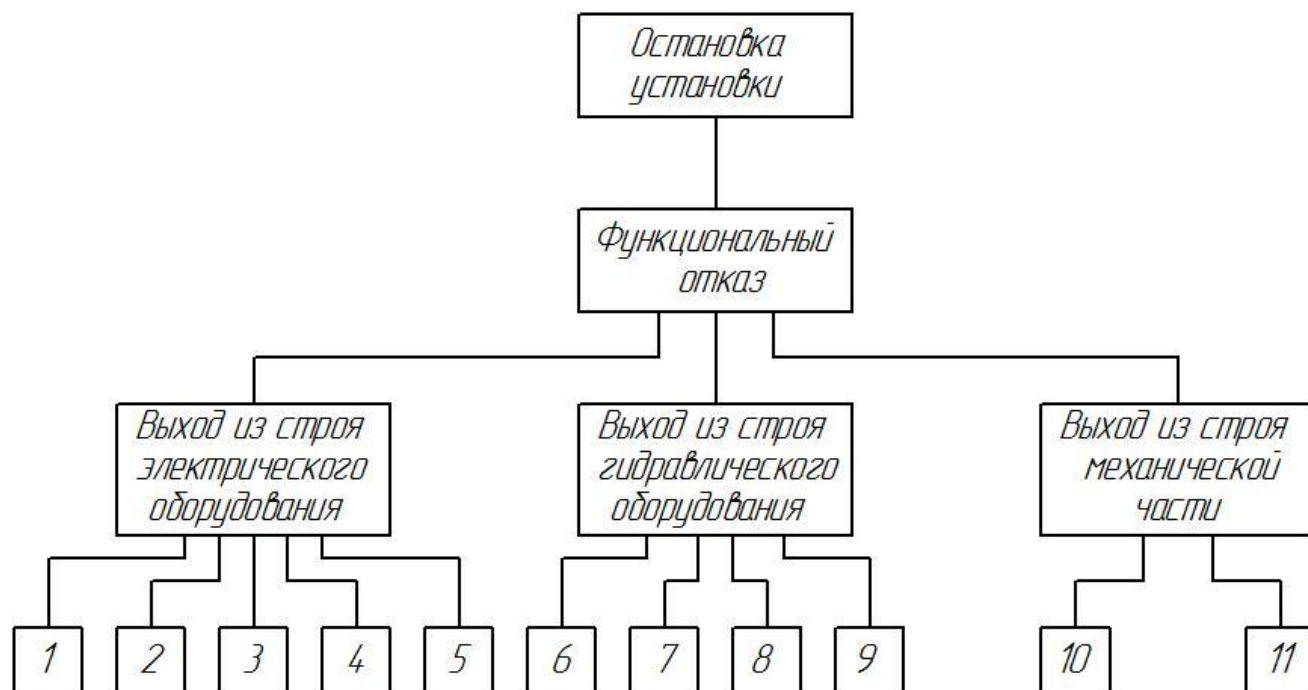 Остановка
установки
Функциональный
отказ
Выход из строя
электрического
оборудования
Выход из строя
гидравлического
оборудования
Выход из строя
механической
части
1
2
3
4
5
6
7
8
9
10
11